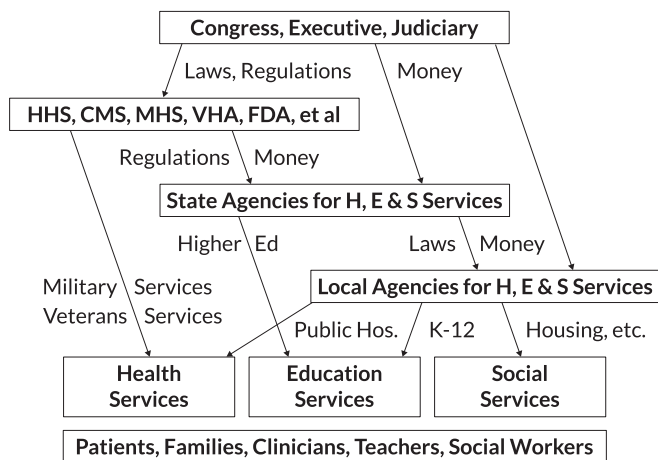 Congress, Executive, Judiciary
Laws, Regulations
Money
HHS, CMS, MHS, VHA, FDA, et al
Regulations
Money
State Agencies for H, E & S Services
Higher Ed
Laws
Money
Local Agencies for H, E & S Services
Military Services
Veterans Services
Public Hos.
K-12
Housing, etc.
Health
Services
Education
Services
Social
Services
Patients, Families, Clinicians, Teachers, Social Workers